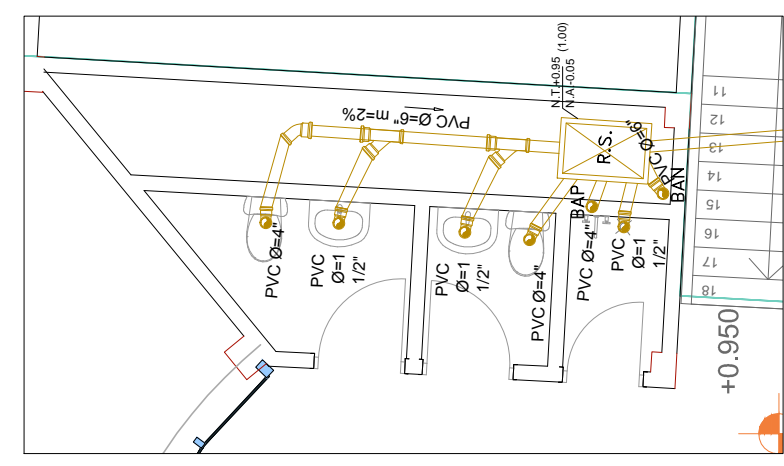 N.T.+0.95 (1.00)
N.A.-0.05
PVC Ø=6" m=2%
R.S.
PVC Ø=6"
BAP
BAN
PVC Ø=4"
PVC
Ø=1
1/2"
PVC
Ø=1
1/2"
PVC Ø=4"
PVC Ø=4"
PVC
Ø=1
1/2"
11
12
13
14
15
16
17
18
+0.950